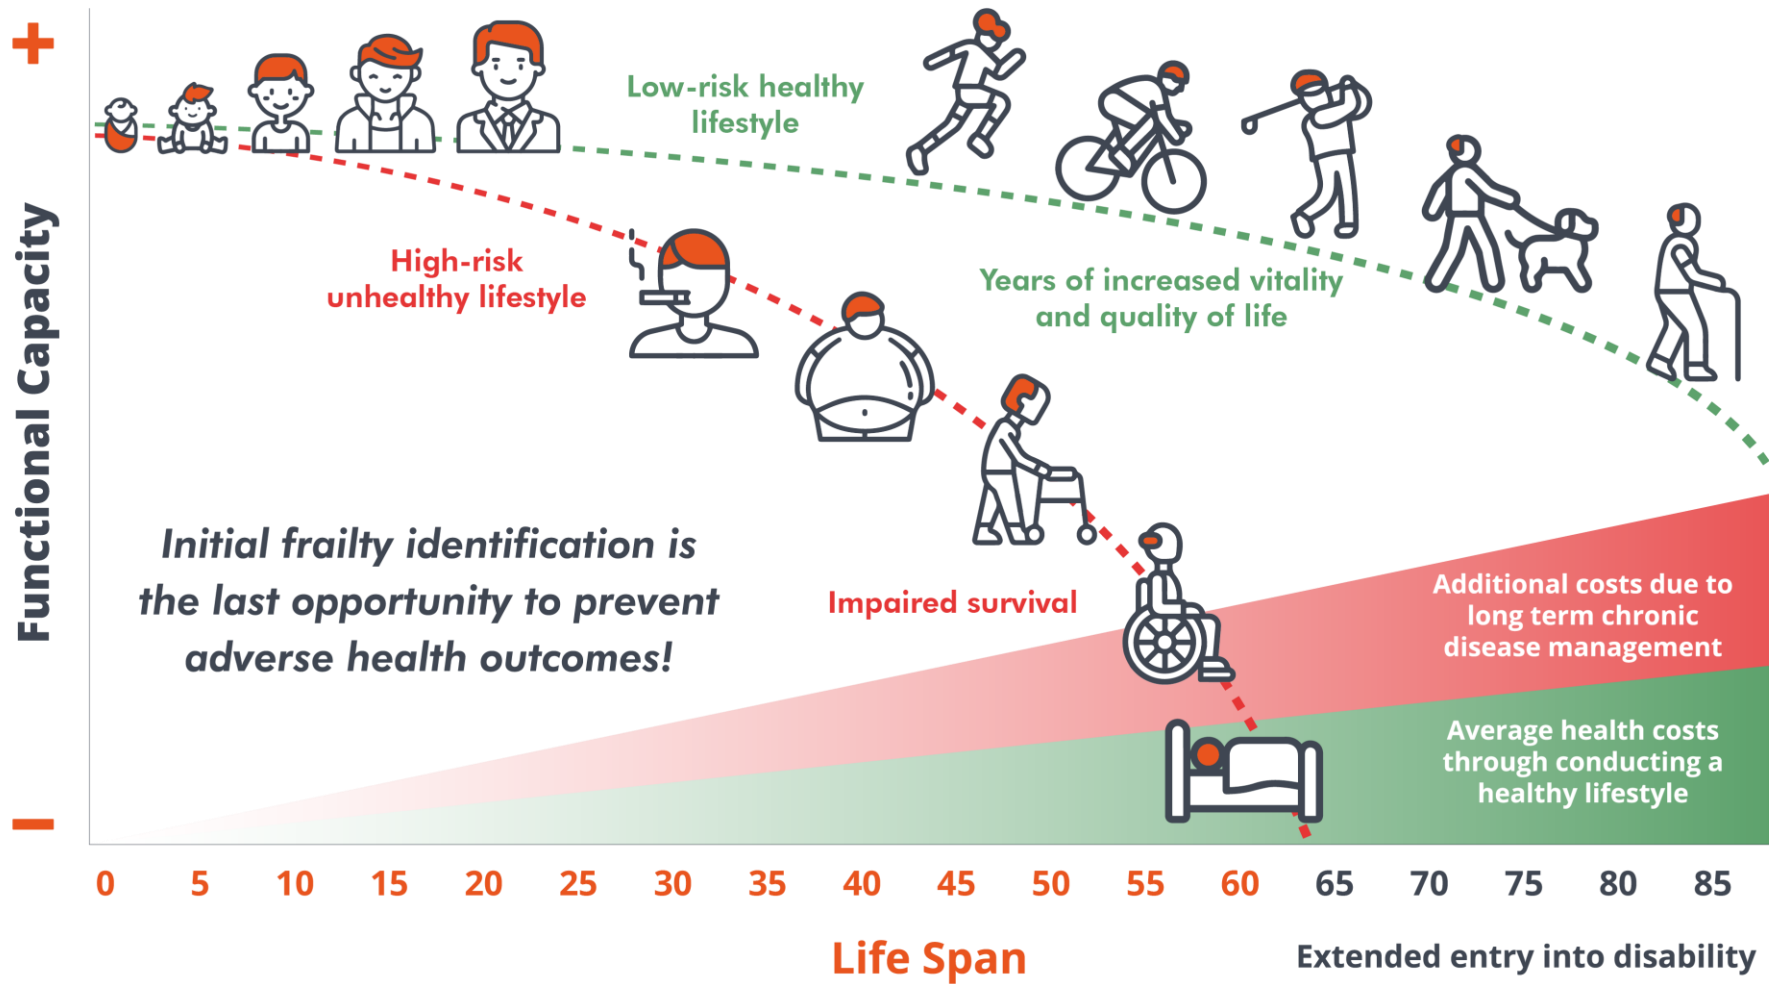 +
Low-risk healthy
lifestyle
High-risk
unhealthy lifestyle
Years of increased vitality
and quality of life
Functional Capacity
Initial frailty identification is
the last opportunity to prevent
adverse health outcomes!
Impaired survival
Additional costs due to
long term chronic
disease management
Average health costs
through conducting a
healthy lifestyle
–
0 5 10 15 20 25 30 35 40 45 50 55 60 65 70 75 80 85
Life Span
Extended entry into disability